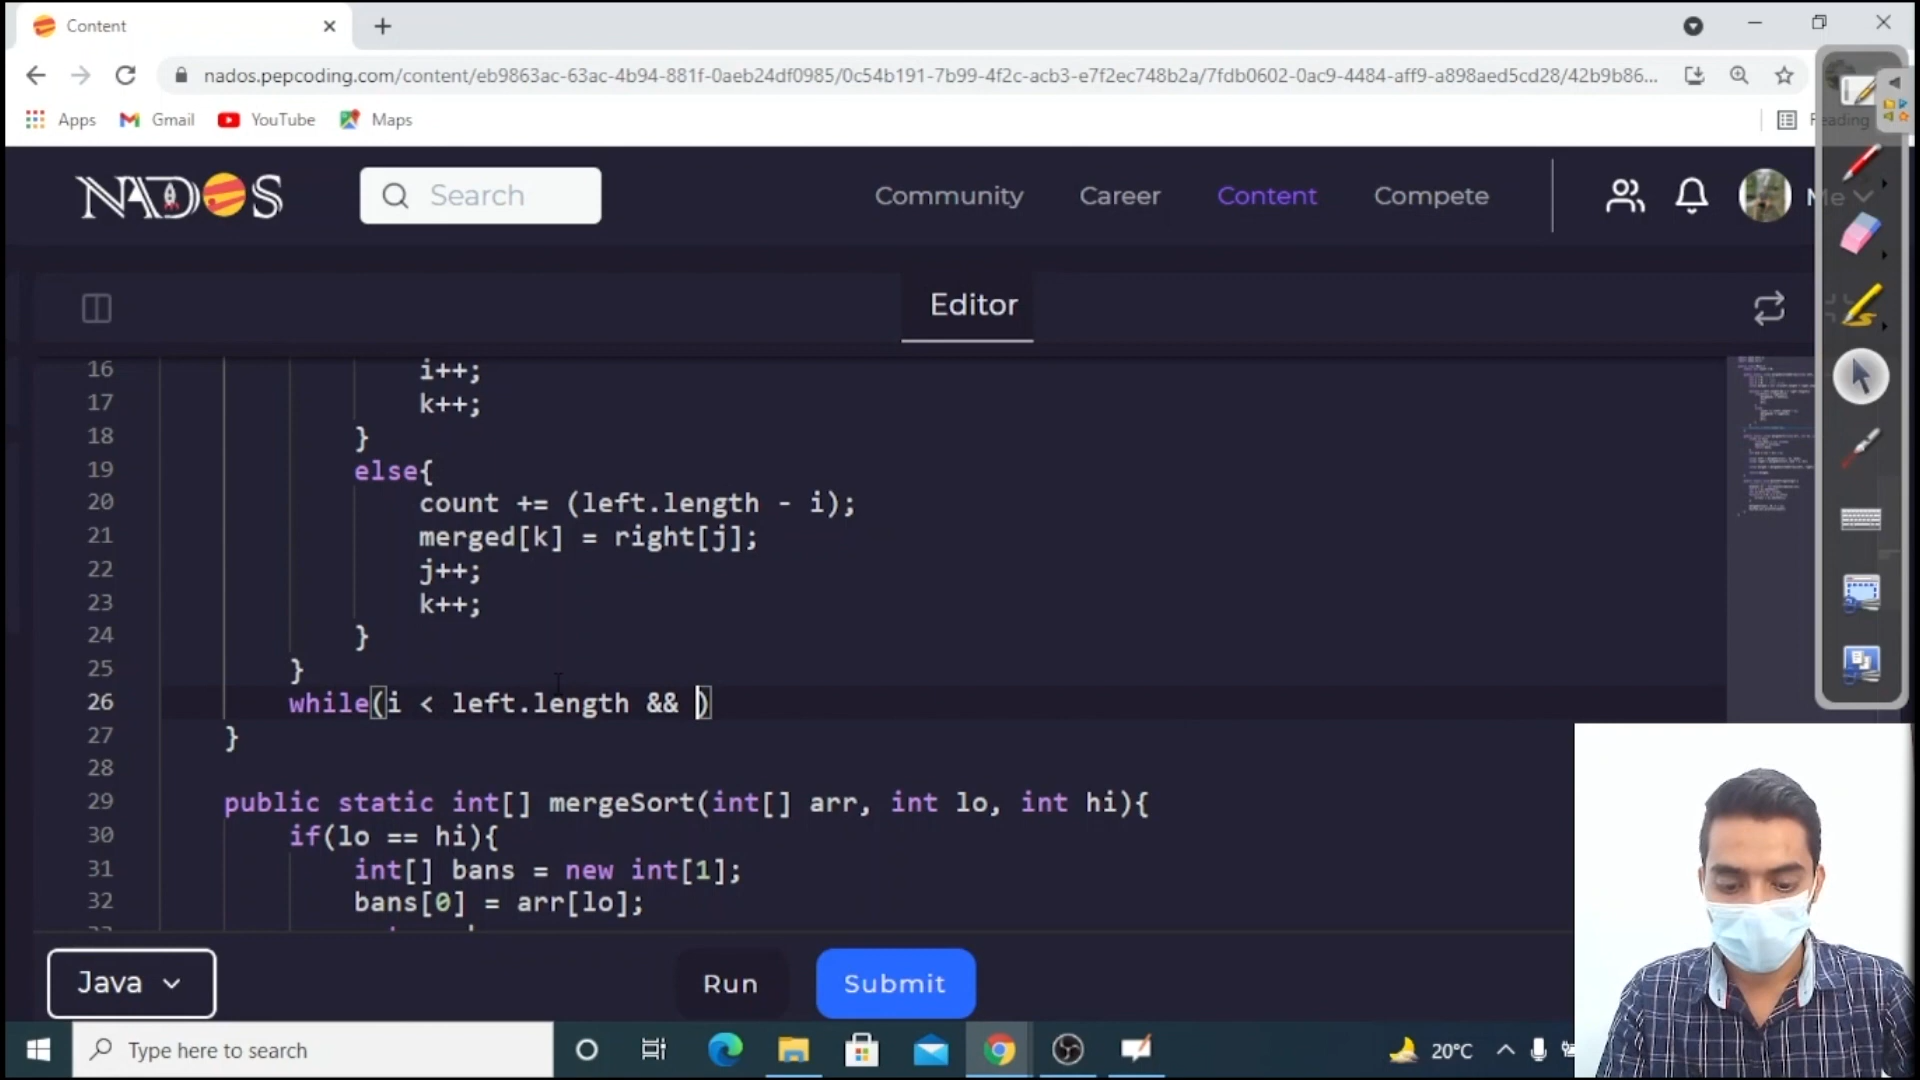 Content
nados.pepcoding.com/content/eb9863ac-63ac-4b94-881f-0aeb24df0985/0c54b191-7b99-4f2c-acb3-e7f2ec748b2a/7fdb0602-0ac9-4484-aff9-a898aed5cd28/42b9b86...
Apps Gmail YouTube Maps Reading
NADOS Search Community Career Content Compete Me
Editor
16 i++;
17 k++;
18 }
19 else{
20 count += (left.length - i);
21 merged[k] = right[j];
22 j++;
23 k++;
24 }
25 }
26 while(i < left.length && )
27 }
28
29 public static int[] mergeSort(int[] arr, int lo, int hi){
30 if(lo == hi){
31 int[] bans = new int[1];
32 bans[0] = arr[lo];
Java Run Submit
Type here to search 20°C